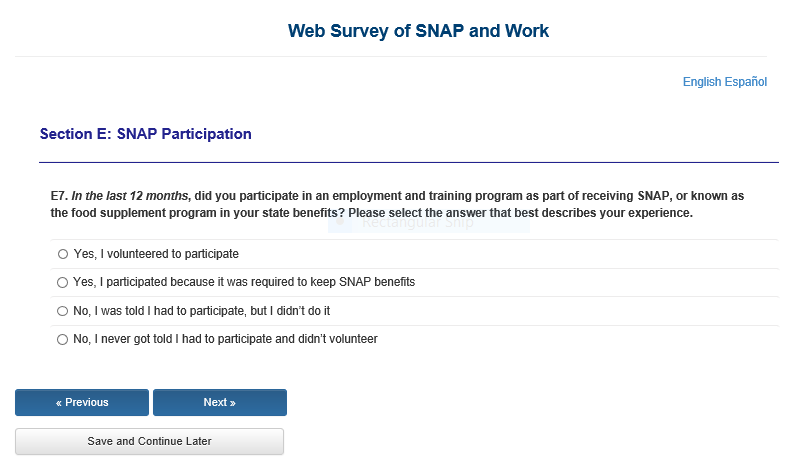 Web Survey of SNAP and Work
English Español
Section E: SNAP Participation
E7. In the last 12 months, did you participate in an employment and training program as part of receiving SNAP, or known as
the food supplement program in your state benefits? Please select the answer that best describes your experience.
Rectangular Snip
Yes, I volunteered to participate
Yes, I participated because it was required to keep SNAP benefits
No, I was told I had to participate, but I didn't do it
No, I never got told I had to participate and didn't volunteer
« Previous
Next »
Save and Continue Later